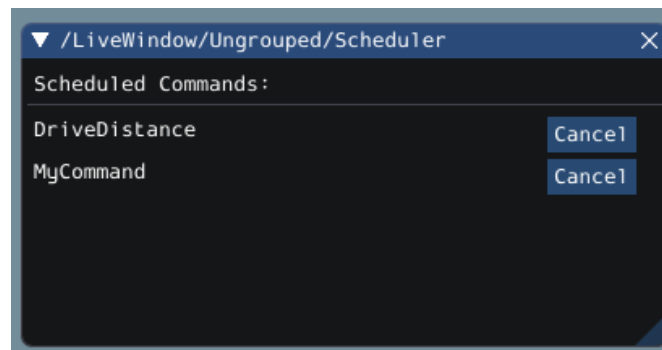 /LiveWindow/Ungrouped/Scheduler
Scheduled Commands:
DriveDistance Cancel
MyCommand Cancel